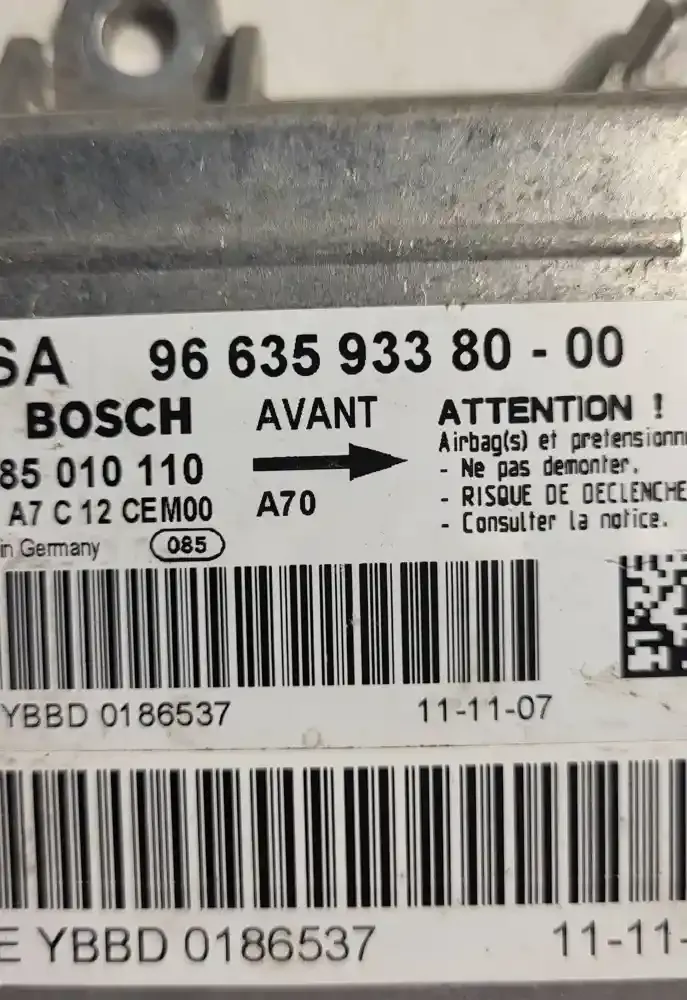 SA 96 635 933 80 - 00
BOSCH AVANT ATTENTION !
85 010 110 Airbag(s) et pretensionn
- Ne pas demonter.
A7 C 12 CEM00 A70 - RISQUE DE DECLENCHE
in Germany 085 - Consulter la notice.
YBBD 0186537 11-11-07
E YBBD 0186537 11-11-